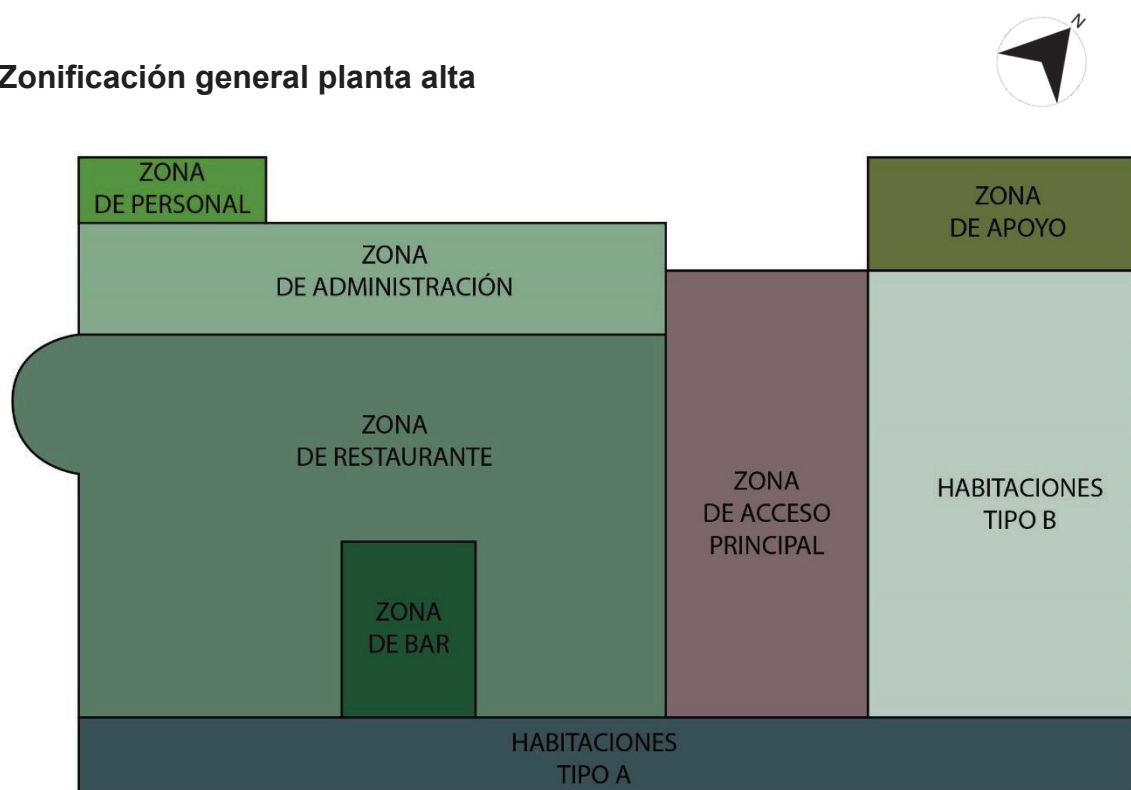 N
Zonificación general planta alta
ZONA
DE PERSONAL
ZONA
DE APOYO
ZONA
DE ADMINISTRACIÓN
ZONA
DE RESTAURANTE
ZONA
DE ACCESO
PRINCIPAL
HABITACIONES
TIPO B
ZONA
DE BAR
HABITACIONES
TIPO A